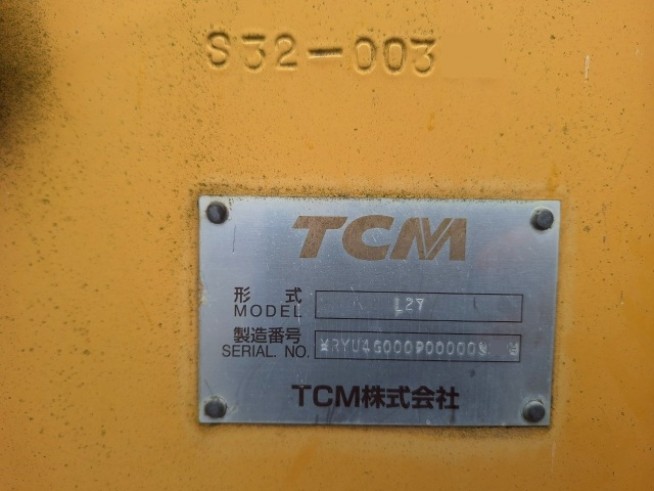 S32-003
TCM
形式
MODEL L27
製造番号
SERIAL. NO.
TCM株式会社